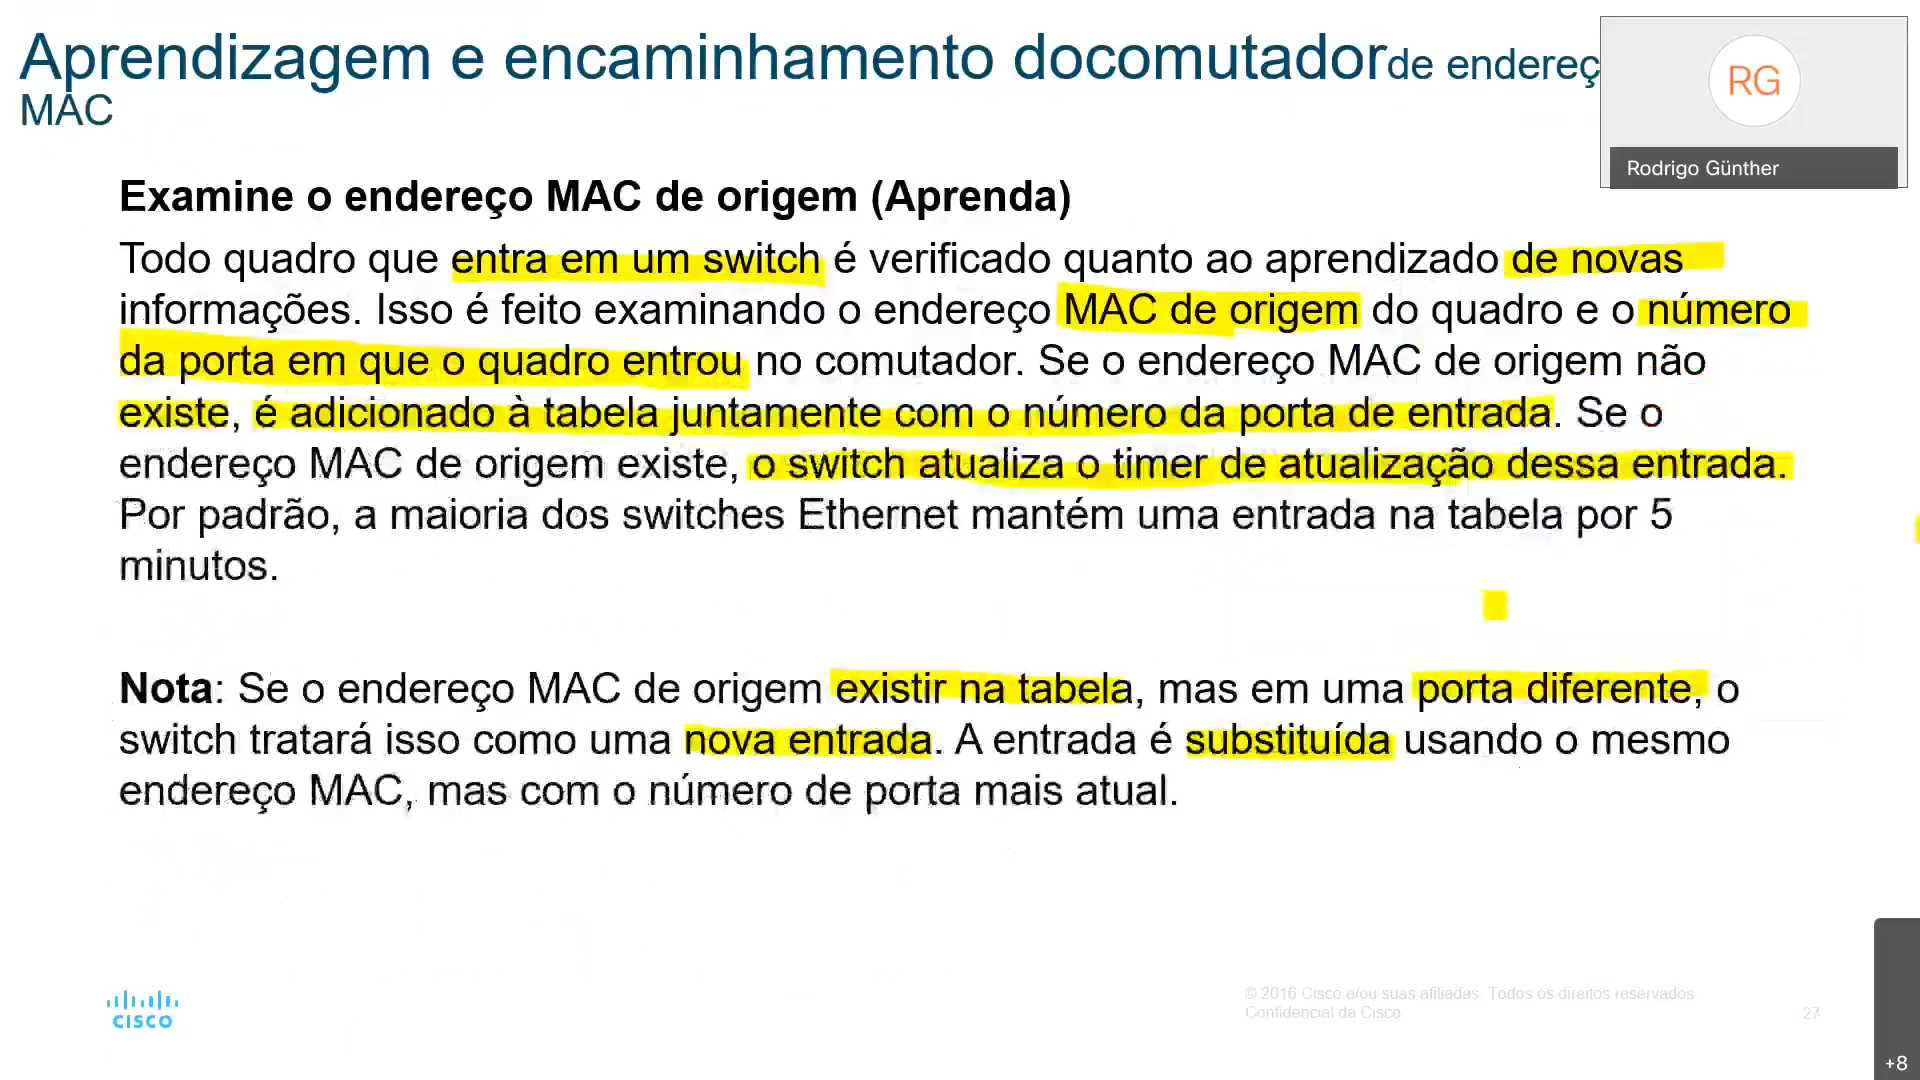 Aprendizagem e encaminhamento docomutadorde endereç
MAC
RG
Rodrigo Günther
Examine o endereço MAC de origem (Aprenda)
Todo quadro que entra em um switch é verificado quanto ao aprendizado de novas
informações. Isso é feito examinando o endereço MAC de origem do quadro e o número
da porta em que o quadro entrou no comutador. Se o endereço MAC de origem não
existe, é adicionado à tabela juntamente com o número da porta de entrada. Se o
endereço MAC de origem existe, o switch atualiza o timer de atualização dessa entrada.
Por padrão, a maioria dos switches Ethernet mantém uma entrada na tabela por 5
minutos.
Nota: Se o endereço MAC de origem existir na tabela, mas em uma porta diferente, o
switch tratará isso como uma nova entrada. A entrada é substituída usando o mesmo
endereço MAC, mas com o número de porta mais atual.
CISCO
© 2016 Cisco e/ou suas afiliadas. Todos os direitos reservados.
Confidencial da Cisco
27
+8